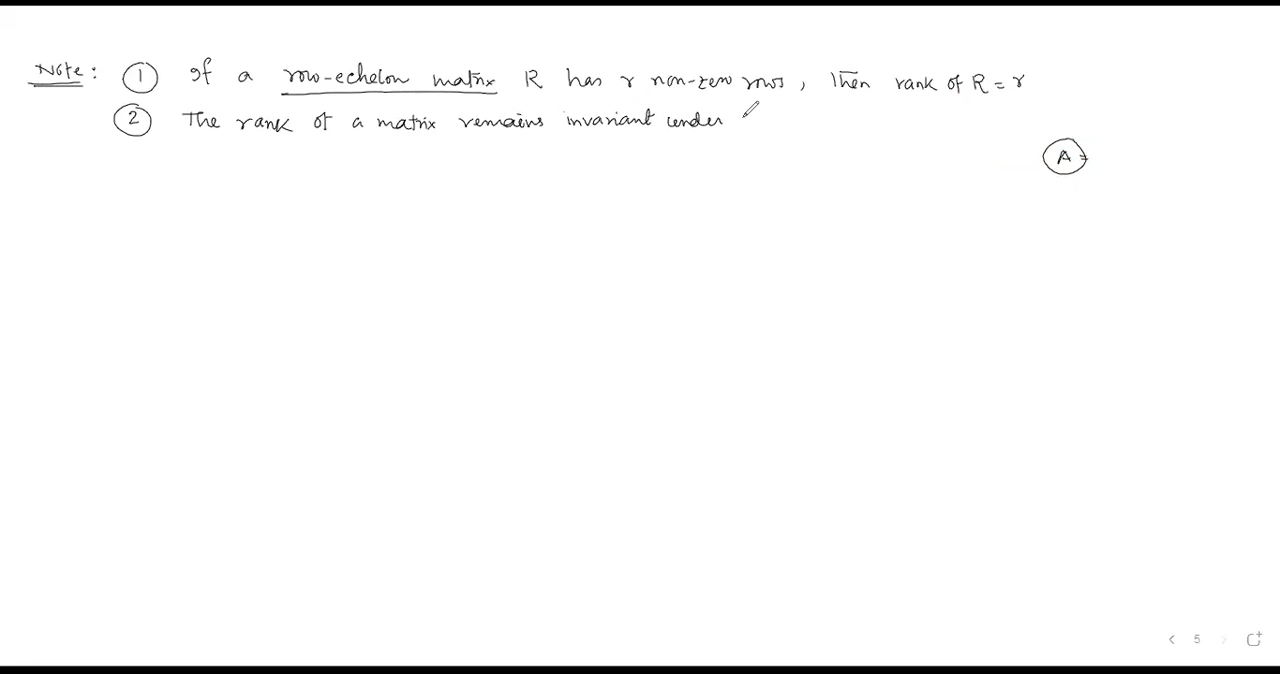 Note: ① If a row-echelon matrix R has r non-zero rows, then rank of R = r
② The rank of a matrix remains invariant under
A =
5